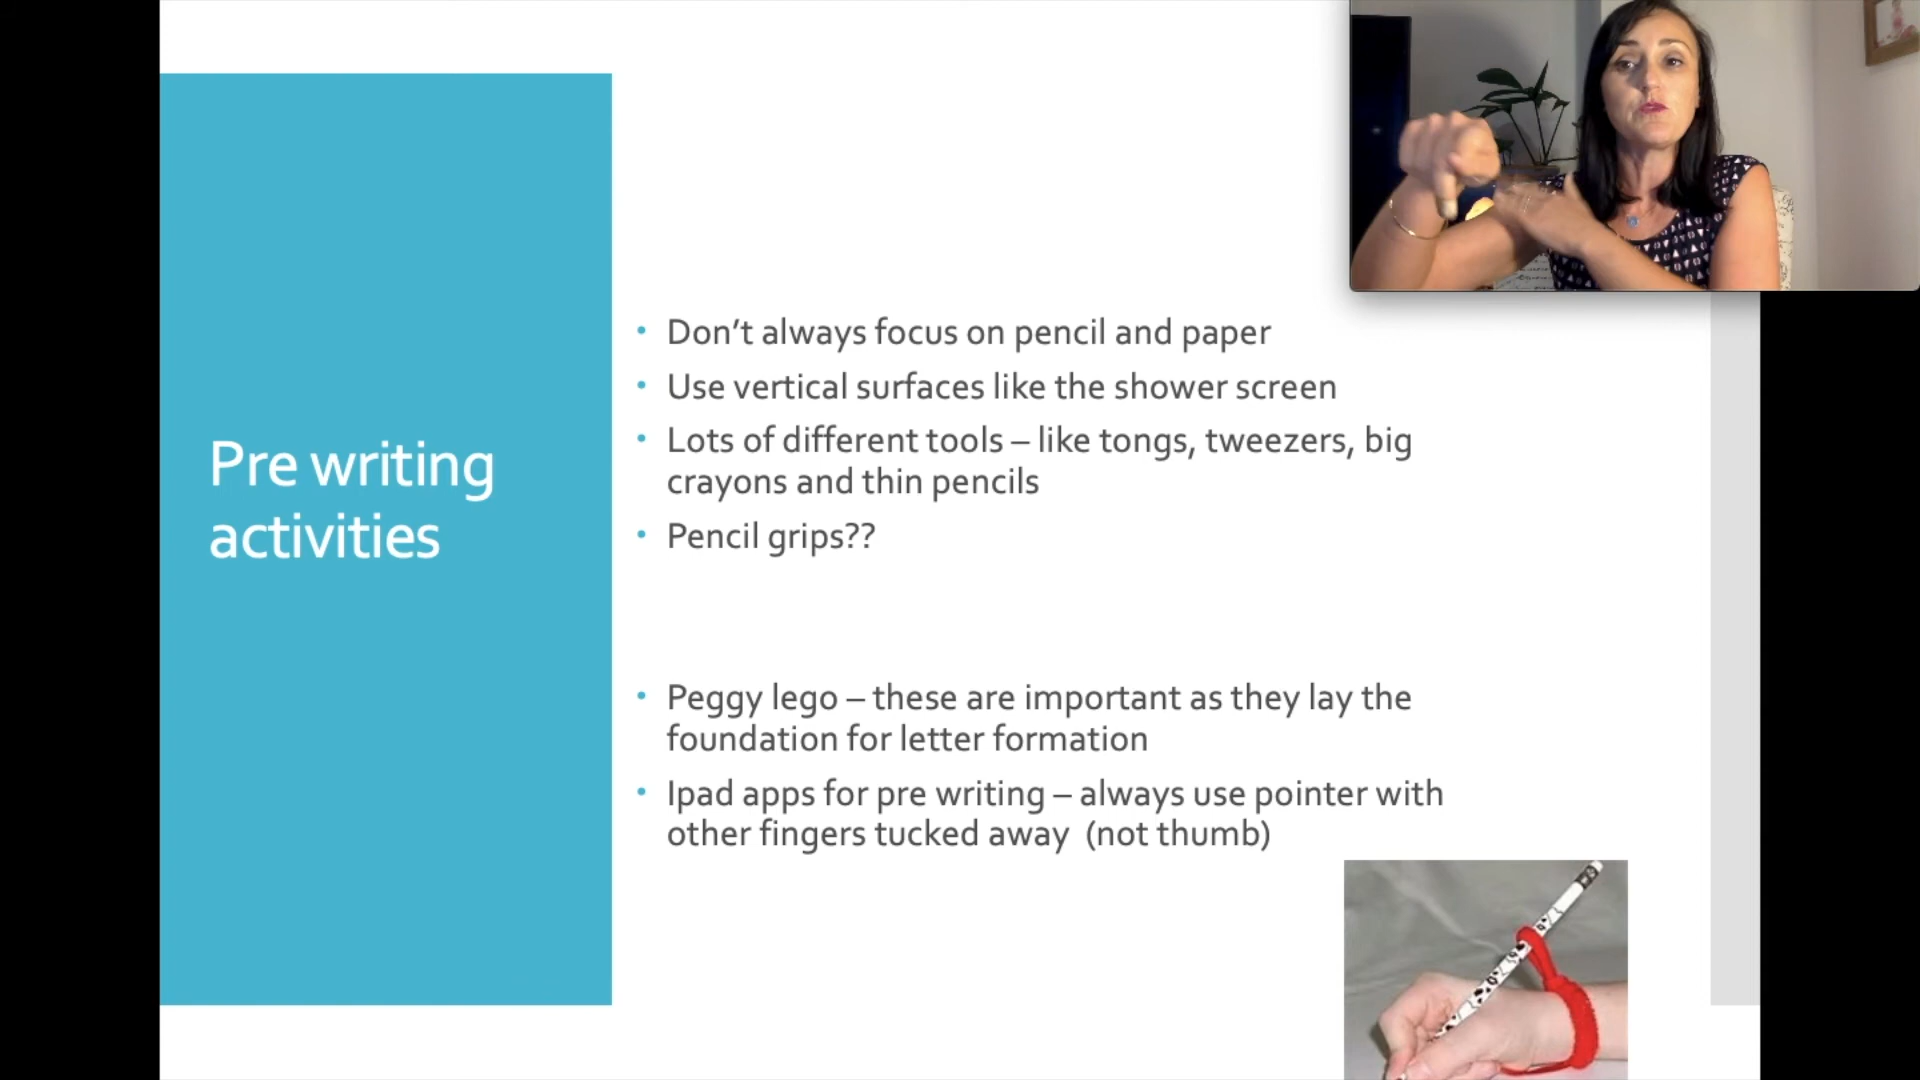 Pre writing
activities
• Don’t always focus on pencil and paper
• Use vertical surfaces like the shower screen
• Lots of different tools – like tongs, tweezers, big
crayons and thin pencils
• Pencil grips??
• Peggy lego – these are important as they lay the
foundation for letter formation
• Ipad apps for pre writing – always use pointer with
other fingers tucked away (not thumb)